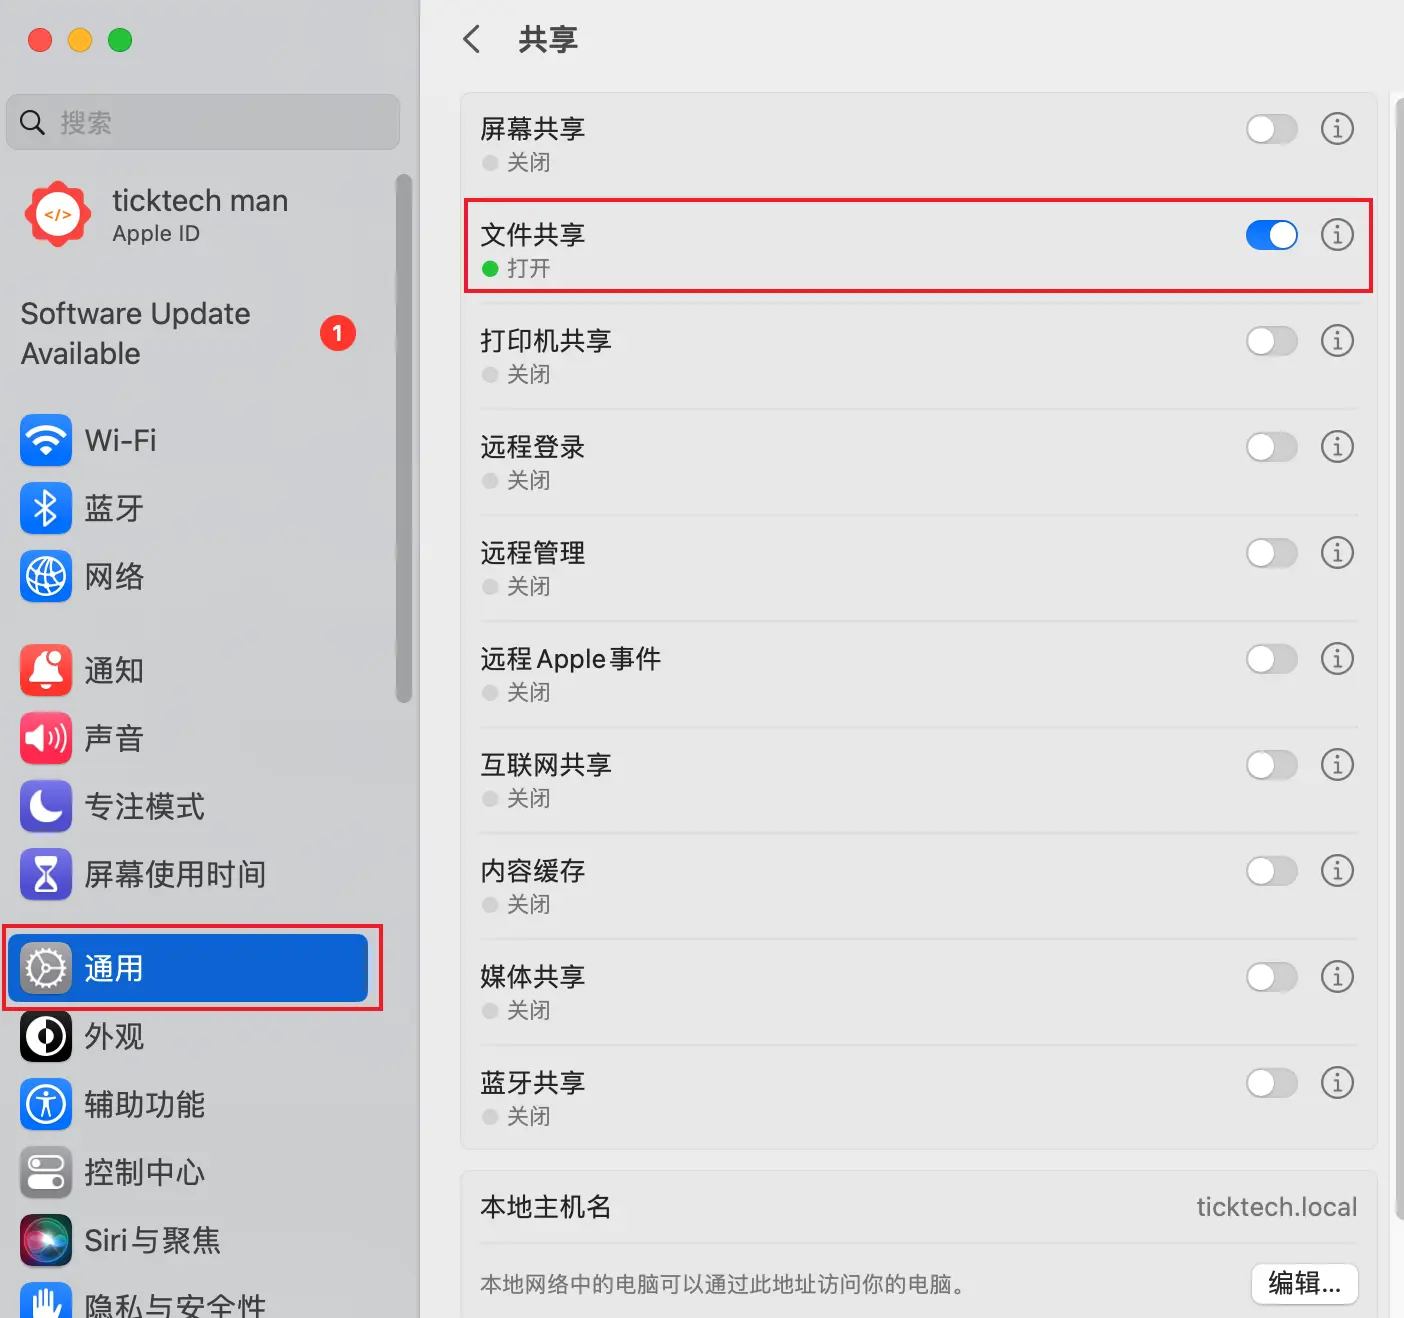 搜索
ticktech man
Apple ID
Software Update
Available
1
Wi-Fi
蓝牙
网络
通知
声音
专注模式
屏幕使用时间
通用
外观
辅助功能
控制中心
Siri与聚焦
隐私与安全性
共享
屏幕共享
关闭
文件共享
打开
打印机共享
关闭
远程登录
关闭
远程管理
关闭
远程Apple事件
关闭
互联网共享
关闭
内容缓存
关闭
媒体共享
关闭
蓝牙共享
关闭
本地主机名
ticktech.local
本地网络中的电脑可以通过此地址访问你的电脑。
编辑...